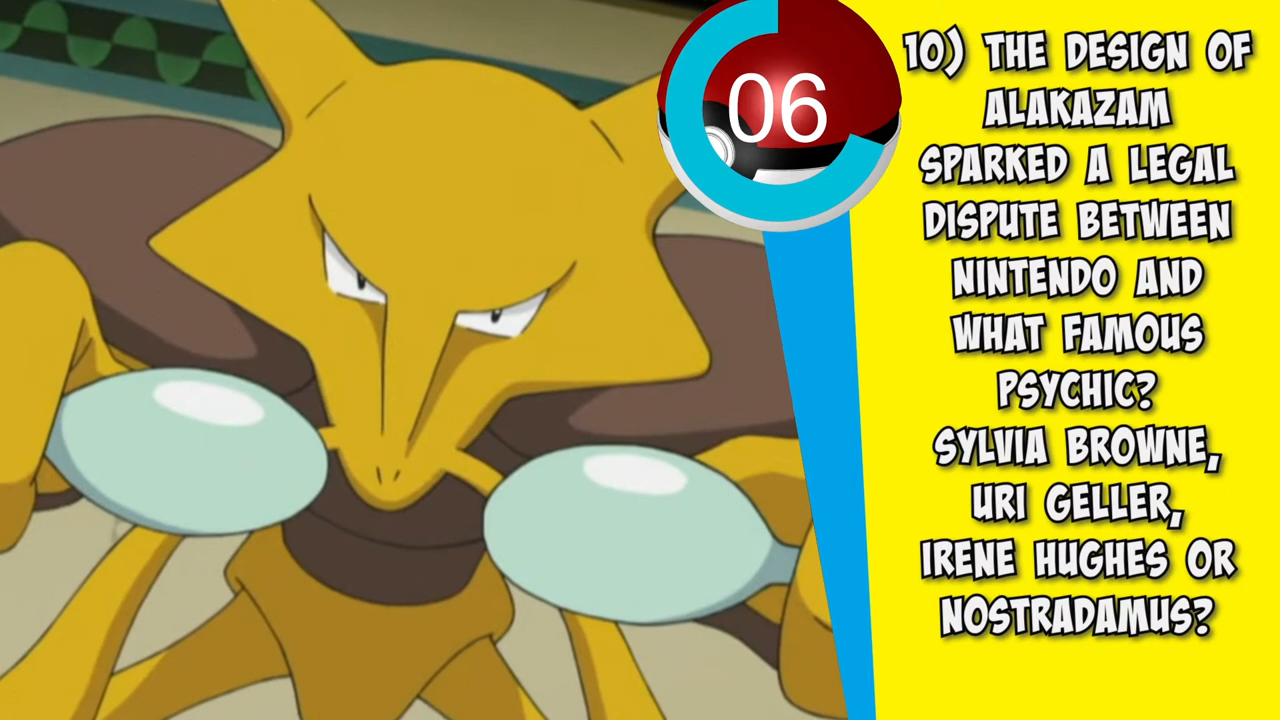 06
10) THE DESIGN OF
ALAKAZAM
SPARKED A LEGAL
DISPUTE BETWEEN
NINTENDO AND
WHAT FAMOUS
PSYCHIC?
SYLVIA BROWNE,
URI GELLER,
IRENE HUGHES OR
NOSTRADAMUS?